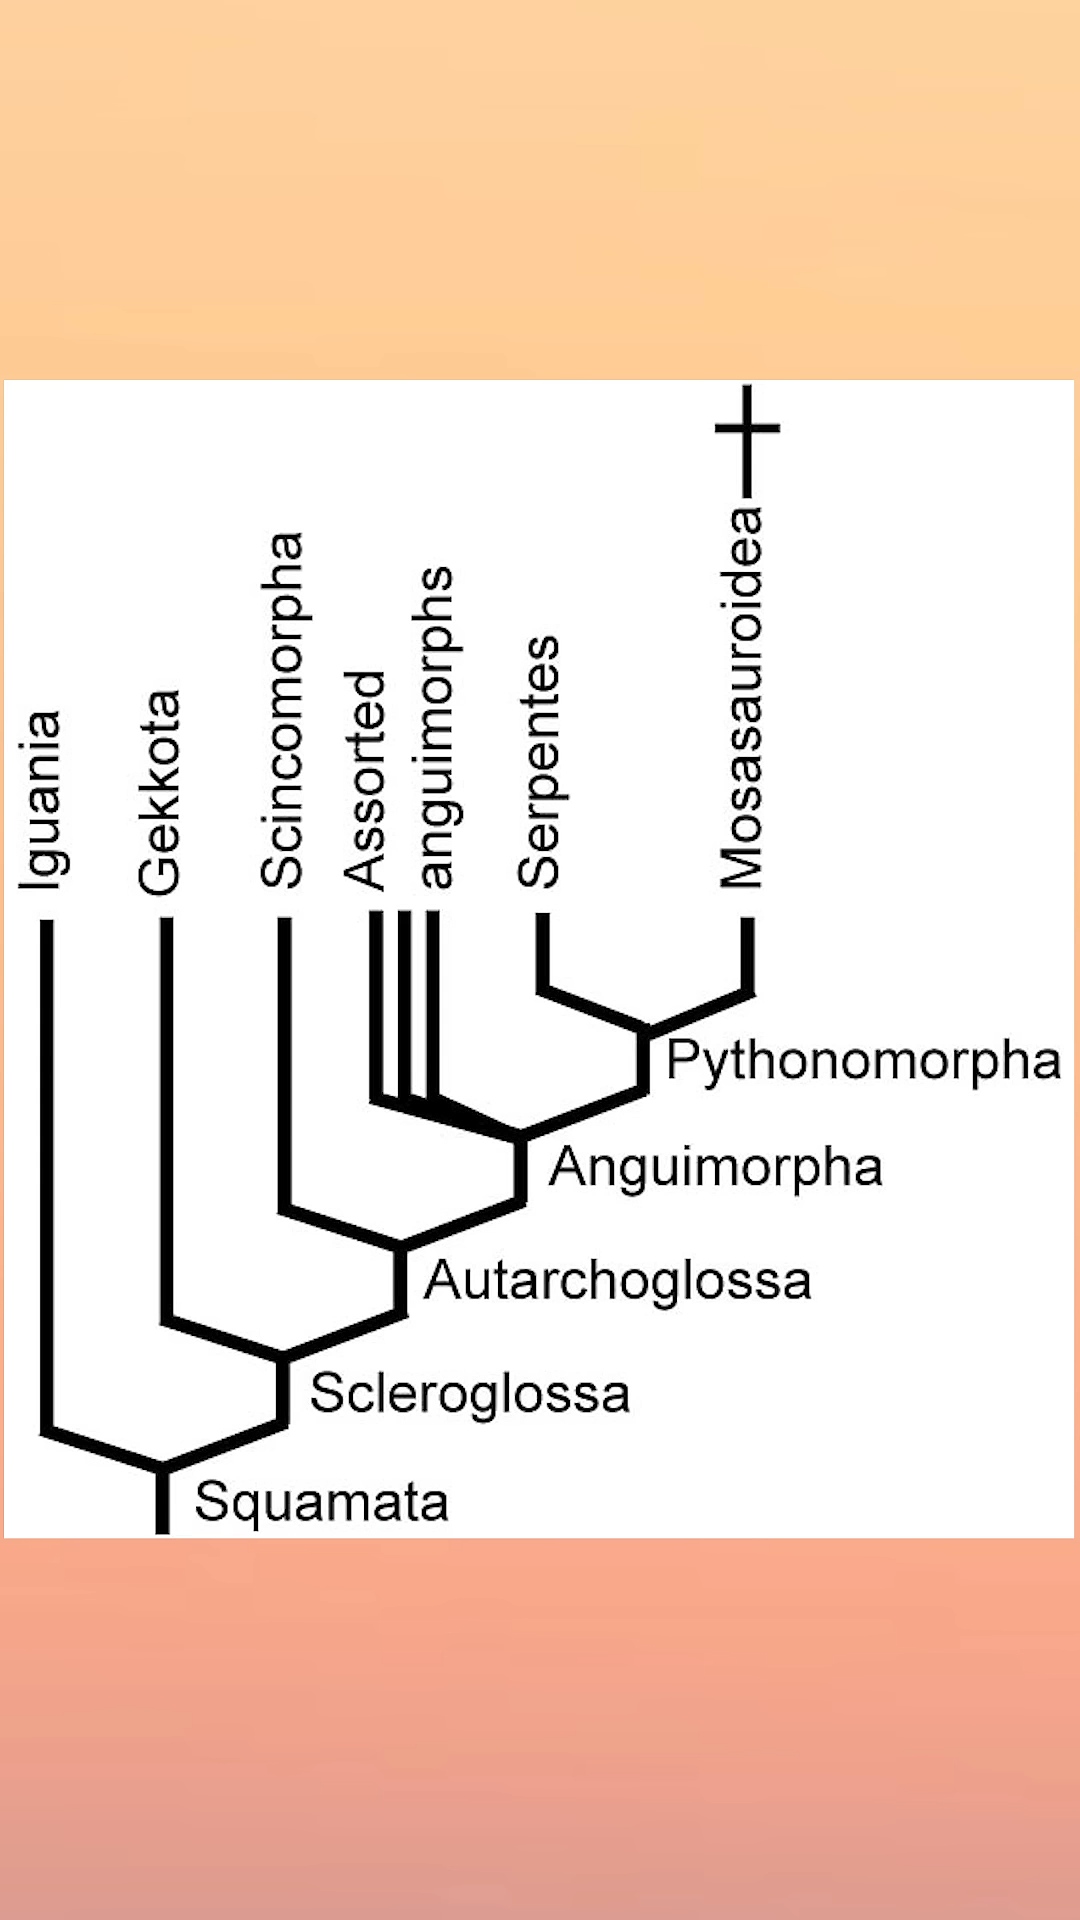 Iguania
Gekkota
Scincomorpha
Assorted
anguimorphs
Serpentes
Mosasauroidea
Pythonomorpha
Anguimorpha
Autarchoglossa
Scleroglossa
Squamata